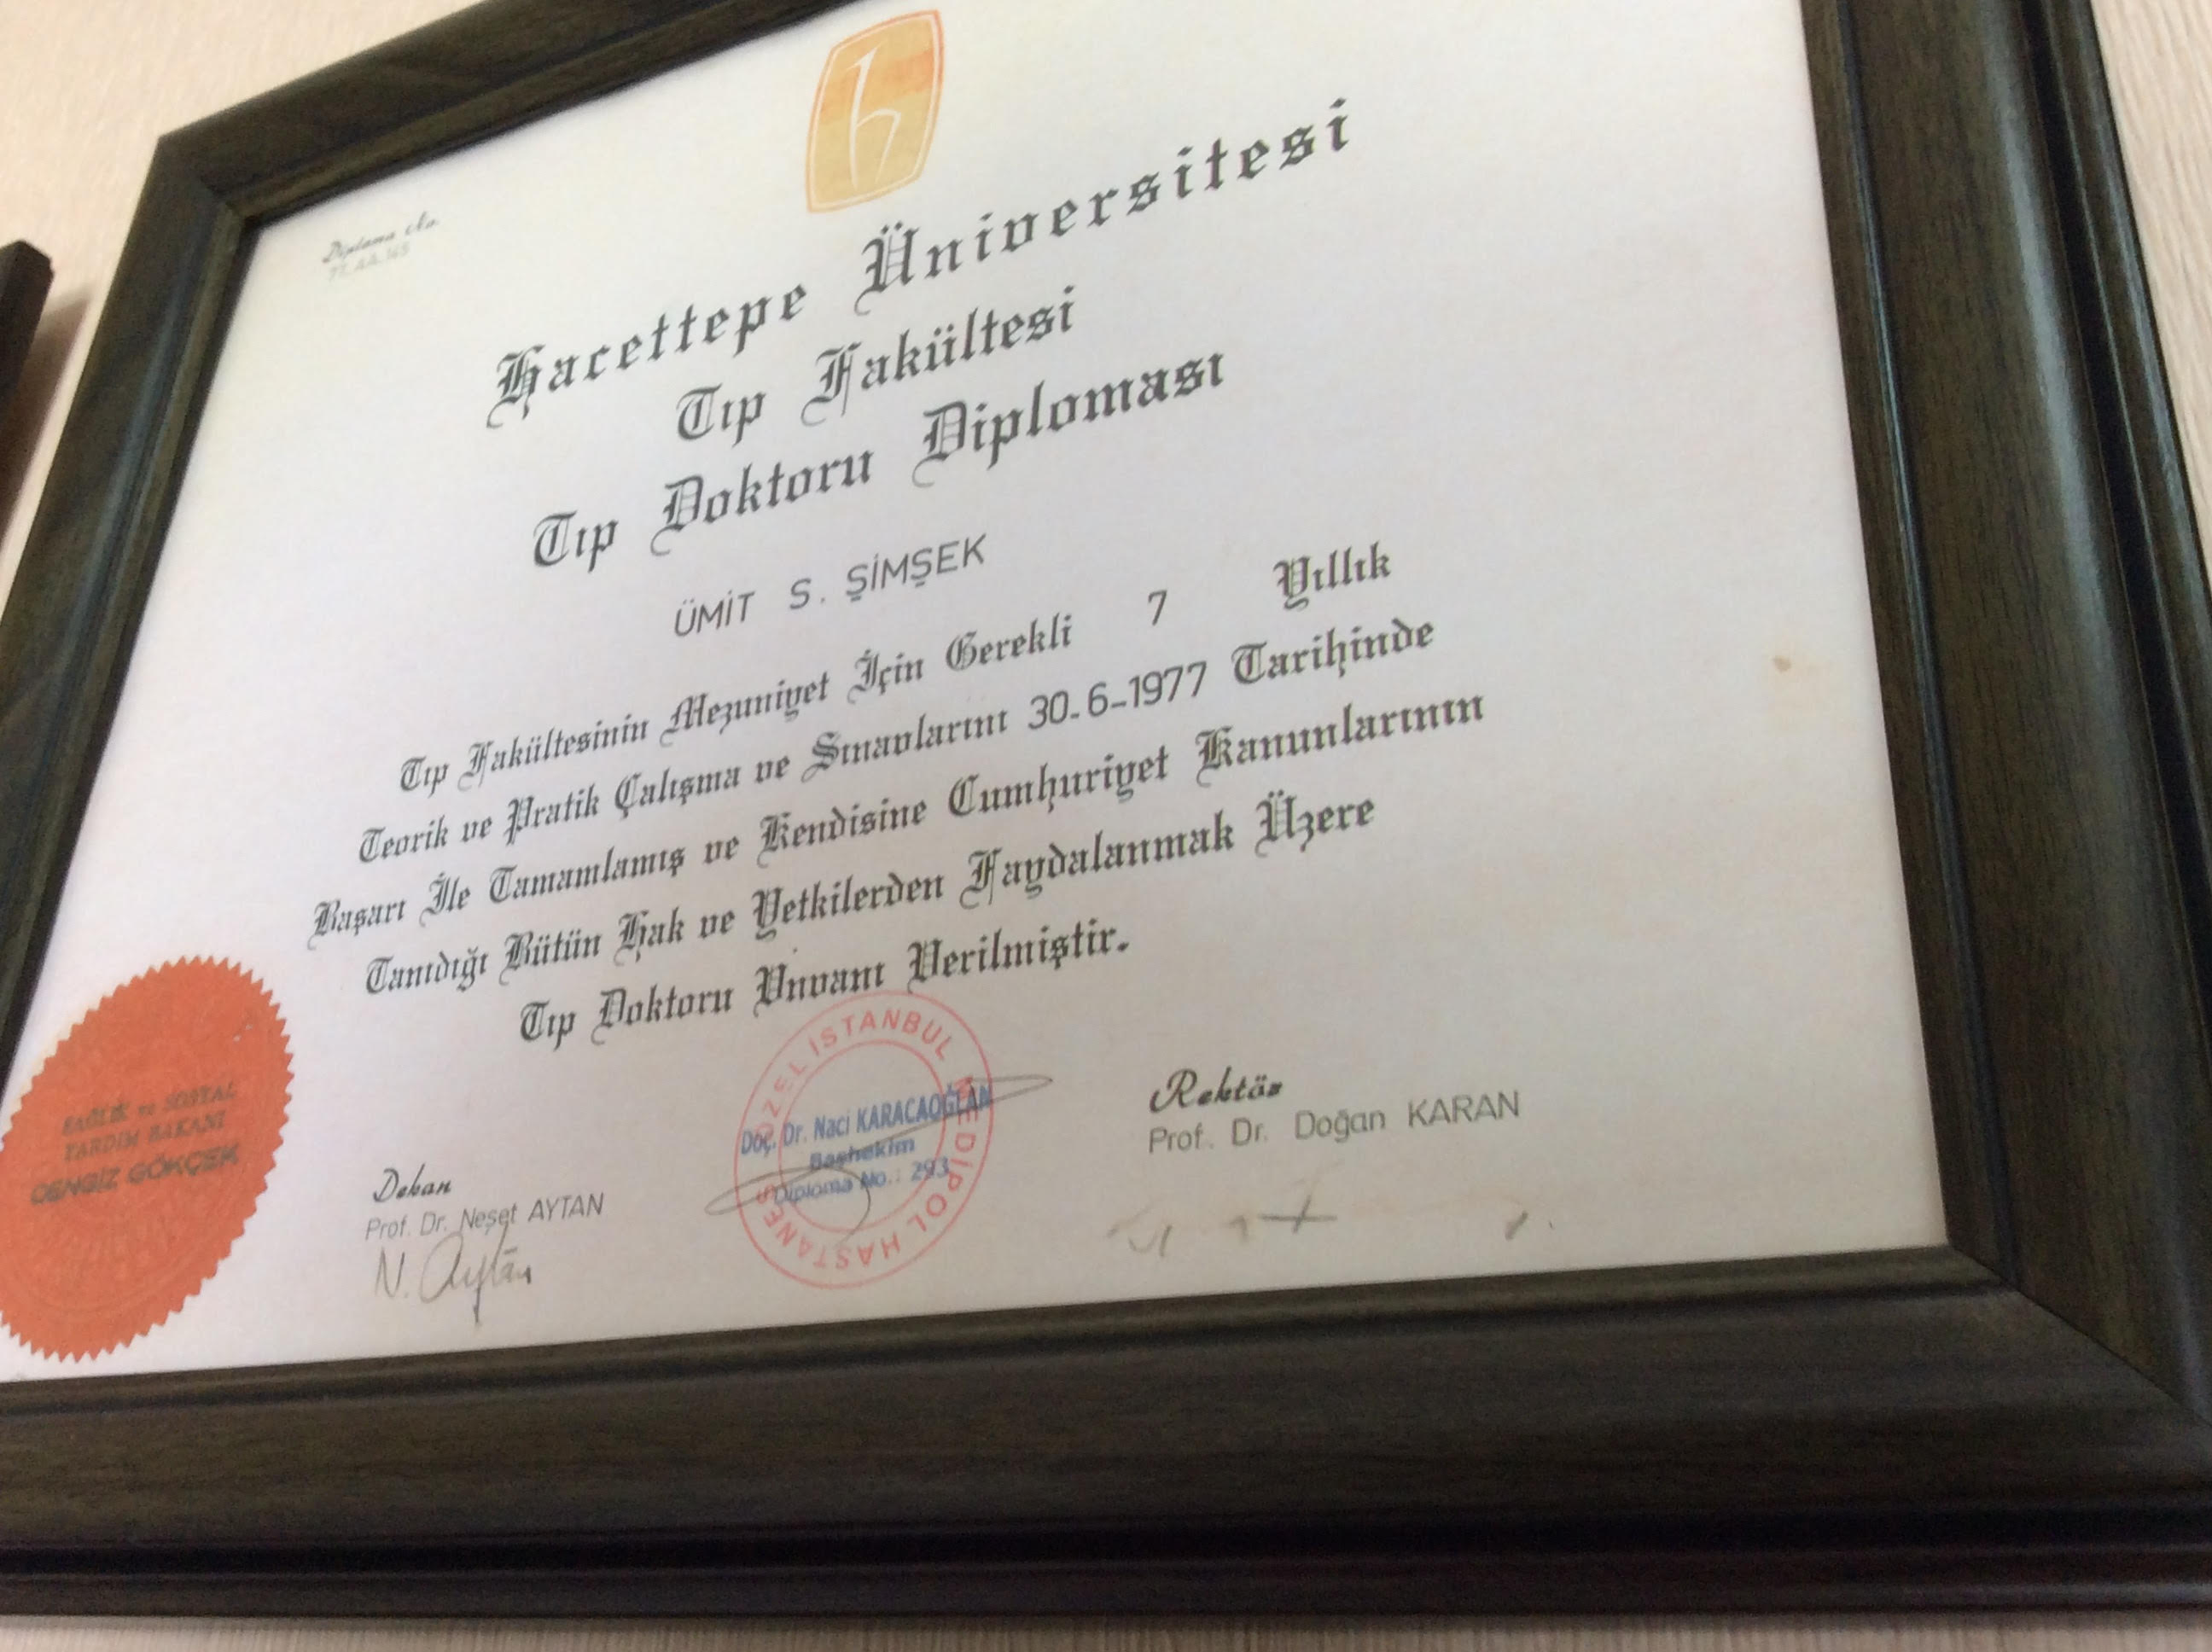 h
Diploma No.
Hacettepe Üniversitesi
Tıp Fakültesi
Tıp Doktoru Diploması
ÜMİT S. ŞİMŞEK
Tıp Fakültesinin Mezuniyet İçin Gerekli 7 Yıllık
Teorik ve Pratik Çalışma ve Sınavlarını 30-6-1977 Tarihinde
Başarı İle Tamamlamış ve Kendisine Cumhuriyet Kanunlarının
Tanıdığı Bütün Hak ve Yetkilerden Faydalanmak Üzere
Tıp Doktoru Unvanı Verilmiştir.
SAĞLIK ve SOSYAL
YARDIM BAKANI
CENGİZ GÖKÇEK
Dekan
Prof. Dr. Neşet AYTAN
N. Aytan
ÖZEL İSTANBUL MEDİPOL HASTANESİ
Doç. Dr. Naci KARACAOĞLAN
Başhekim
Diploma No.: 293
Rektör
Prof. Dr. Doğan KARAN